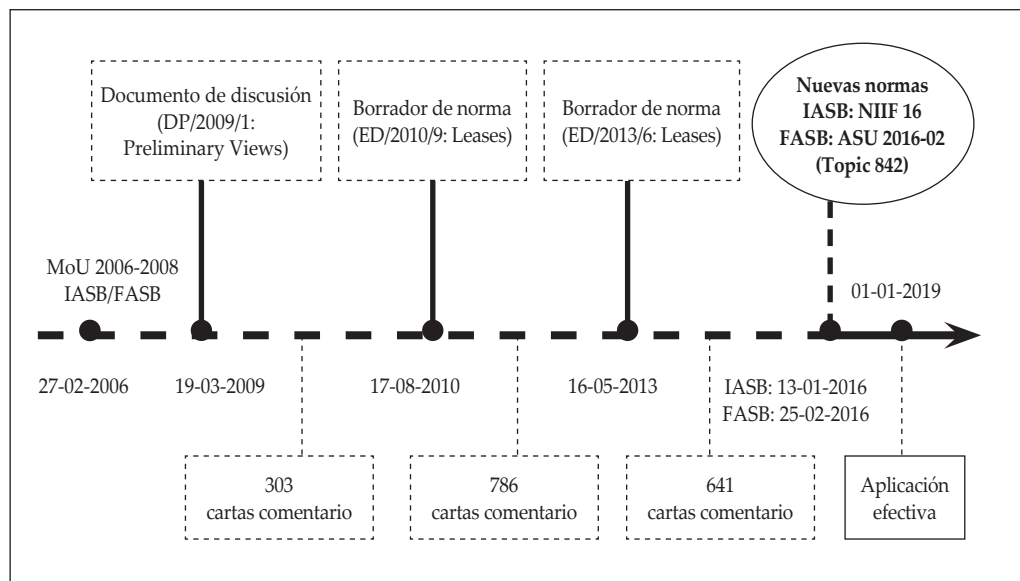 Documento de discusión
(DP/2009/1:
Preliminary Views)
Borrador de norma
(ED/2010/9: Leases)
Borrador de norma
(ED/2013/6: Leases)
Nuevas normas
IASB: NIIF 16
FASB: ASU 2016-02
(Topic 842)
MoU 2006-2008
IASB/FASB
01-01-2019
27-02-2006
19-03-2009
17-08-2010
16-05-2013
IASB: 13-01-2016
FASB: 25-02-2016
303
cartas comentario
786
cartas comentario
641
cartas comentario
Aplicación
efectiva